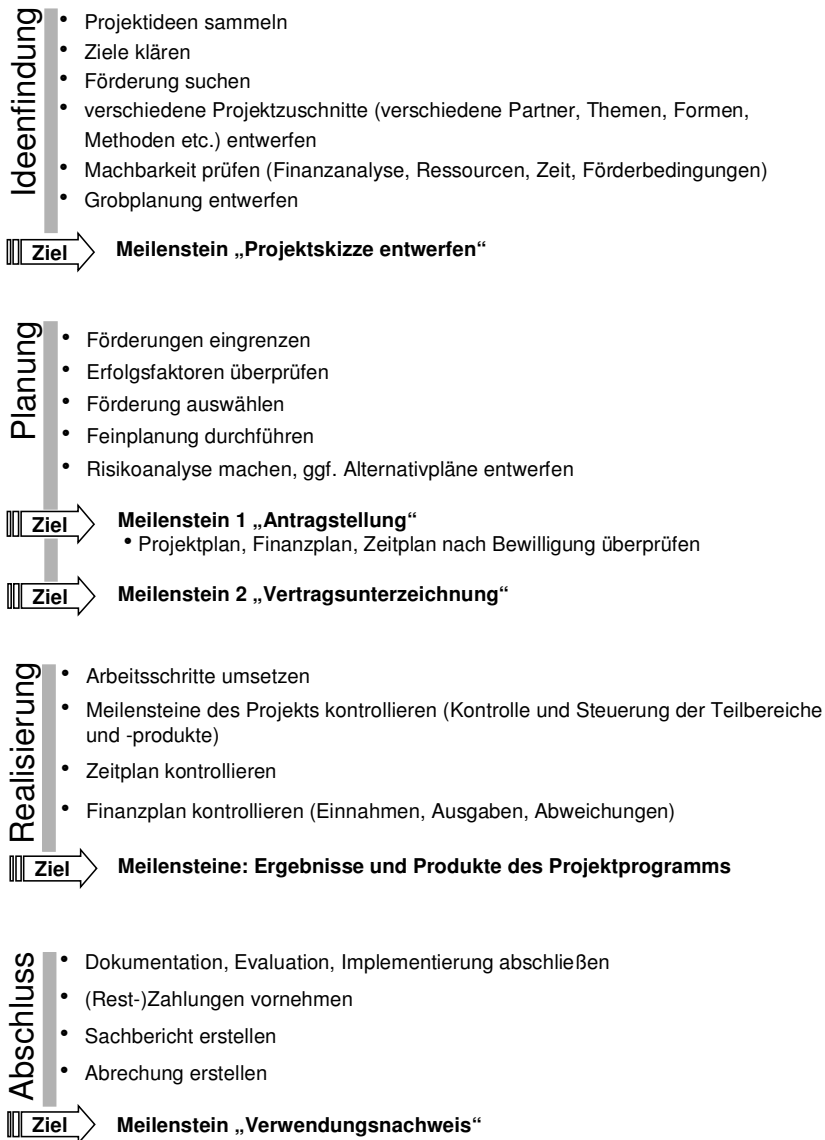 Ideenfindung
• Projektideen sammeln
• Ziele klären
• Förderung suchen
• verschiedene Projektzuschnitte (verschiedene Partner, Themen, Formen,
Methoden etc.) entwerfen
• Machbarkeit prüfen (Finanzanalyse, Ressourcen, Zeit, Förderbedingungen)
• Grobplanung entwerfen
Ziel Meilenstein „Projektskizze entwerfen“
Planung
• Förderungen eingrenzen
• Erfolgsfaktoren überprüfen
• Förderung auswählen
• Feinplanung durchführen
• Risikoanalyse machen, ggf. Alternativpläne entwerfen
Ziel Meilenstein 1 „Antragstellung“
• Projektplan, Finanzplan, Zeitplan nach Bewilligung überprüfen
Ziel Meilenstein 2 „Vertragsunterzeichnung“
Realisierung
• Arbeitsschritte umsetzen
• Meilensteine des Projekts kontrollieren (Kontrolle und Steuerung der Teilbereiche
und -produkte)
• Zeitplan kontrollieren
• Finanzplan kontrollieren (Einnahmen, Ausgaben, Abweichungen)
Ziel Meilensteine: Ergebnisse und Produkte des Projektprogramms
Abschluss
• Dokumentation, Evaluation, Implementierung abschließen
• (Rest-)Zahlungen vornehmen
• Sachbericht erstellen
• Abrechung erstellen
Ziel Meilenstein „Verwendungsnachweis“